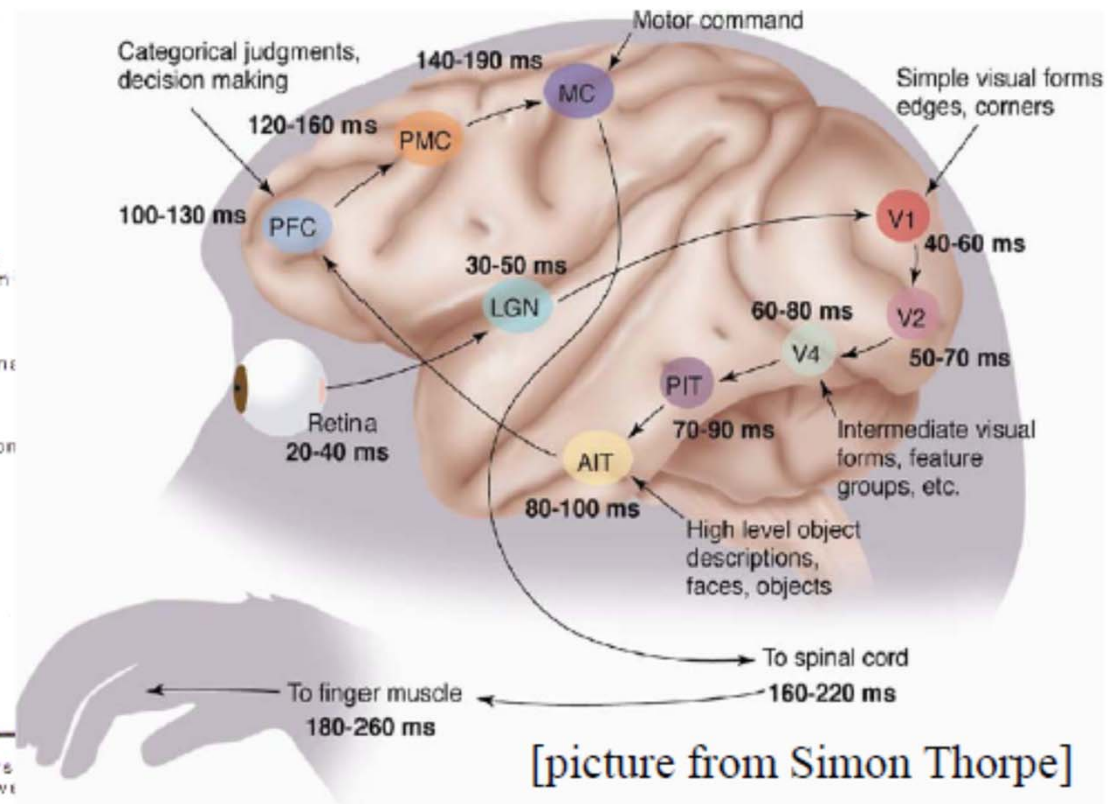 Motor command
Categorical judgments,
decision making
140-190 ms
MC
Simple visual forms
edges, corners
120-160 ms
PMC
100-130 ms
PFC
V1
40-60 ms
30-50 ms
LGN
60-80 ms
V2
V4
50-70 ms
PIT
Retina
20-40 ms
70-90 ms
Intermediate visual
forms, feature
groups, etc.
AIT
80-100 ms
High level object
descriptions,
faces, objects
To spinal cord
160-220 ms
To finger muscle
180-260 ms
[picture from Simon Thorpe]